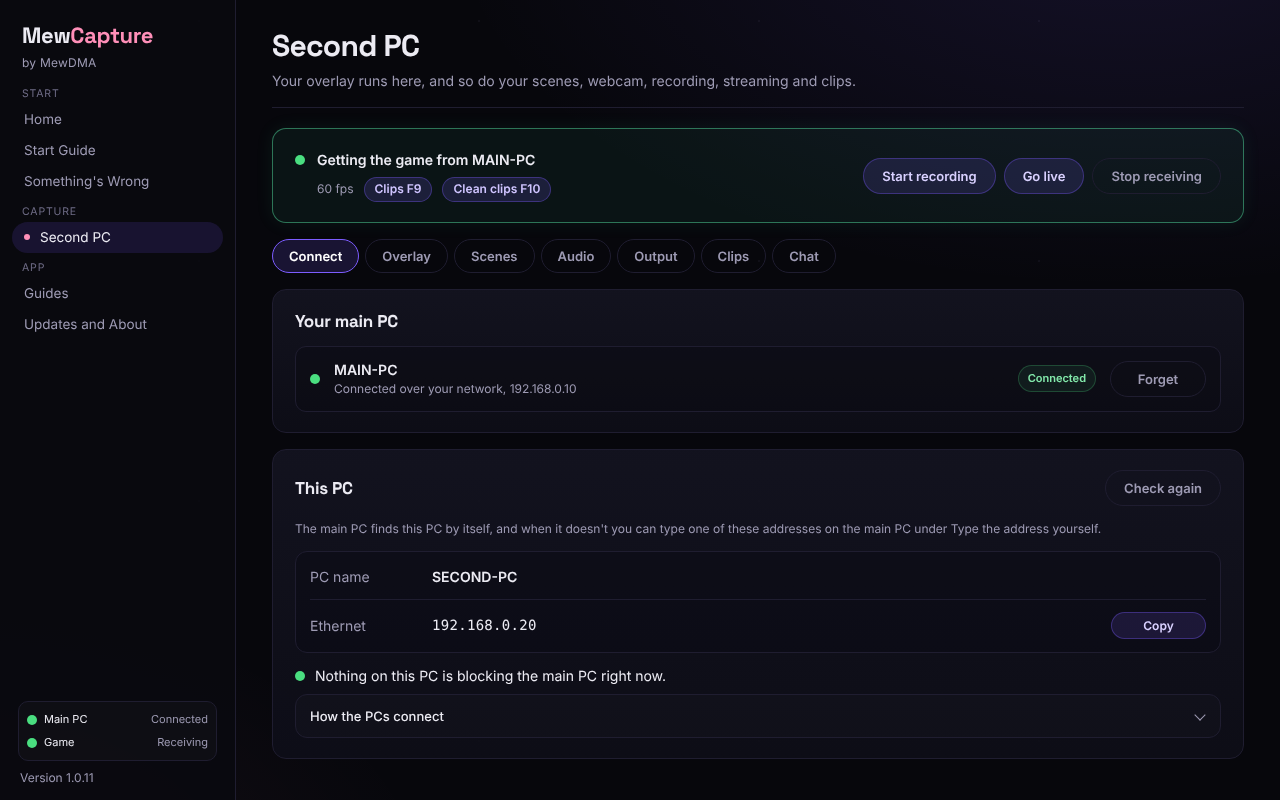 MewCapture
by MewDMA
START
Home
Start Guide
Something's Wrong
CAPTURE
Second PC
APP
Guides
Updates and About
Main PC Connected
Game Receiving
Version 1.0.11
Second PC
Your overlay runs here, and so do your scenes, webcam, recording, streaming and clips.
Getting the game from MAIN-PC
60 fps Clips F9 Clean clips F10
Start recording Go live Stop receiving
Connect Overlay Scenes Audio Output Clips Chat
Your main PC
MAIN-PC
Connected over your network, 192.168.0.10
Connected Forget
This PC
Check again
The main PC finds this PC by itself, and when it doesn't you can type one of these addresses on the main PC under Type the address yourself.
PC name SECOND-PC
Ethernet 192.168.0.20 Copy
Nothing on this PC is blocking the main PC right now.
How the PCs connect